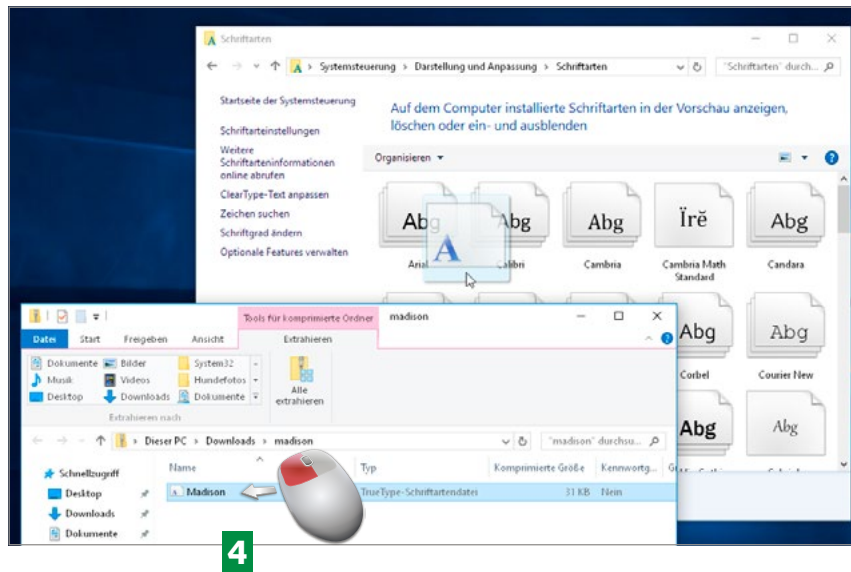 Schriftarten
Systemsteuerung > Darstellung und Anpassung > Schriftarten
"Schriftarten" durch...
Startseite der Systemsteuerung
Schriftarteinstellungen
Weitere
Schriftarteninformationen
online abrufen
ClearType-Text anpassen
Zeichen suchen
Schriftgrad ändern
Optionale Features verwalten
Auf dem Computer installierte Schriftarten in der Vorschau anzeigen,
löschen oder ein- und ausblenden
Organisieren
Abg Abg Abg Ïrĕ Abg
A
Arial Calibri Cambria Cambria Math Standard Candara
Abg Abg
Corbel Courier New
Abg Abg
Tools für komprimierte Ordner madison
Datei Start Freigeben Ansicht Extrahieren
Dokumente Bilder System32
Musik Videos Hundefotos
Desktop Downloads Dokumente
Alle
extrahieren
Extrahieren nach
Dieser PC > Downloads > madison
"madison" durchsu...
Schnellzugriff
Desktop
Downloads
Dokumente
Name Typ Komprimierte Größe Kennwortg...
Madison TrueType-Schriftartendatei 31 KB Nein
4